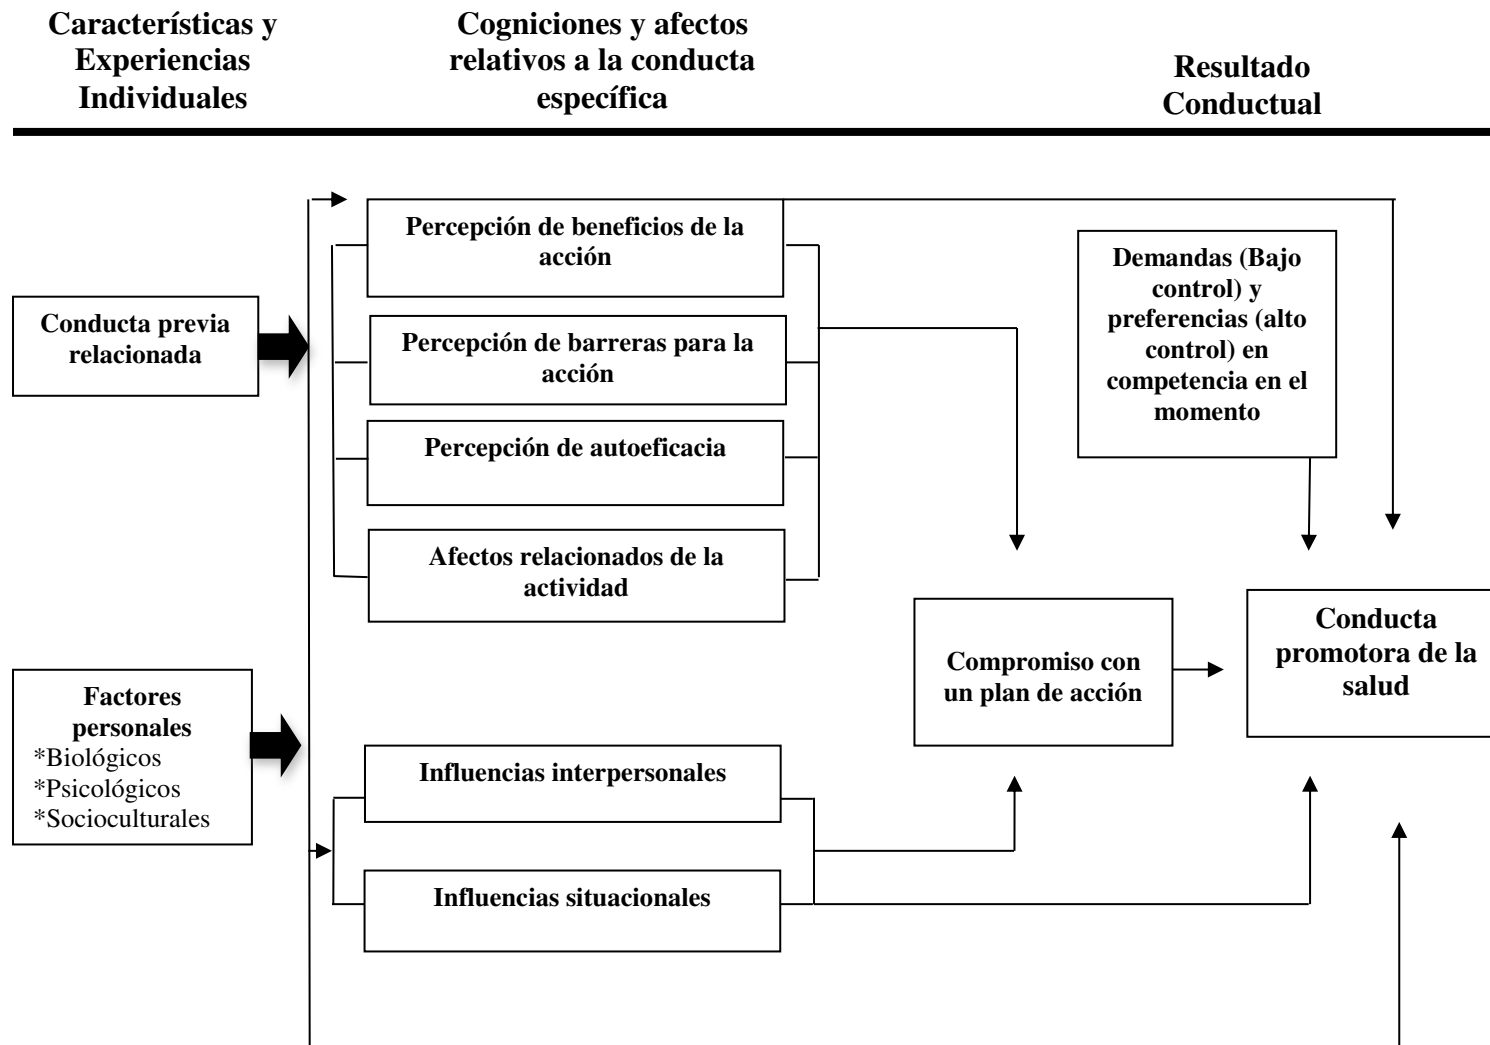 Características y
Experiencias
Individuales
Cogniciones y afectos
relativos a la conducta
específica
Resultado
Conductual
Conducta previa
relacionada
Factores
personales
*Biológicos
*Psicológicos
*Socioculturales
Percepción de beneficios de la
acción
Percepción de barreras para la
acción
Percepción de autoeficacia
Afectos relacionados de la
actividad
Influencias interpersonales
Influencias situacionales
Demandas (Bajo
control) y
preferencias (alto
control) en
competencia en el
momento
Compromiso con
un plan de acción
Conducta
promotora de la
salud